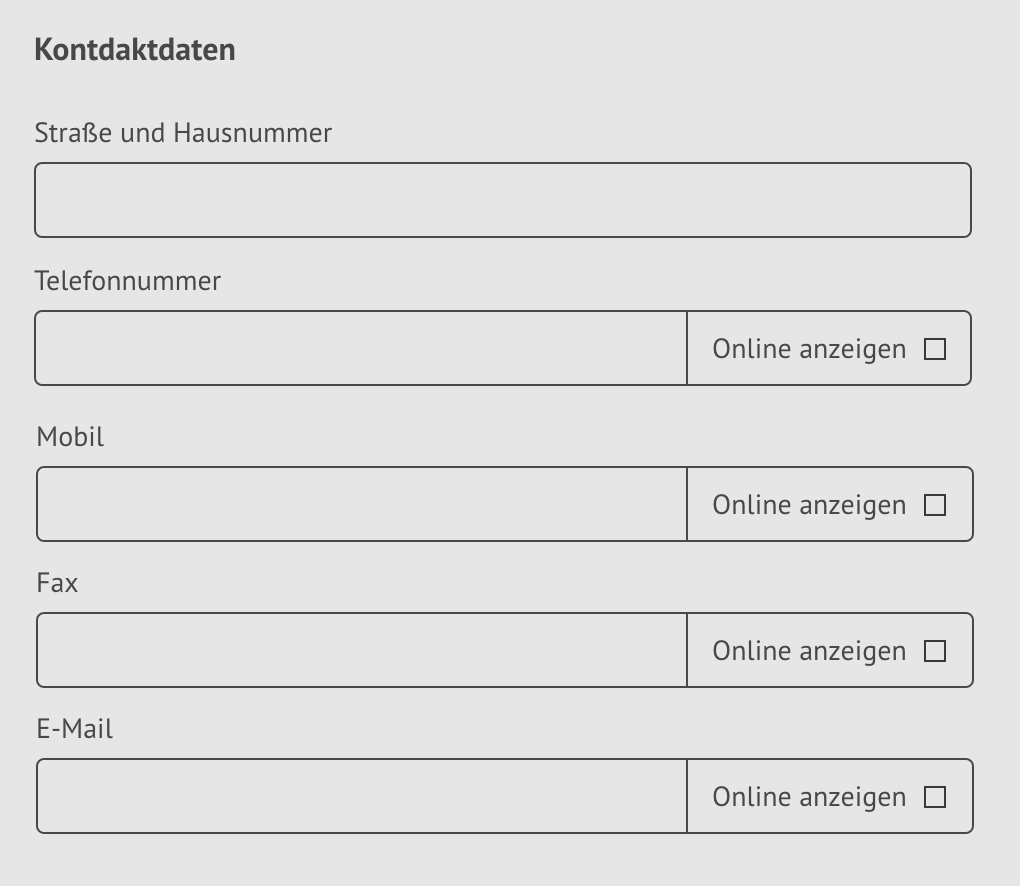 Kontdaktdaten
Straße und Hausnummer
Telefonnummer
Online anzeigen
Mobil
Online anzeigen
Fax
Online anzeigen
E-Mail
Online anzeigen